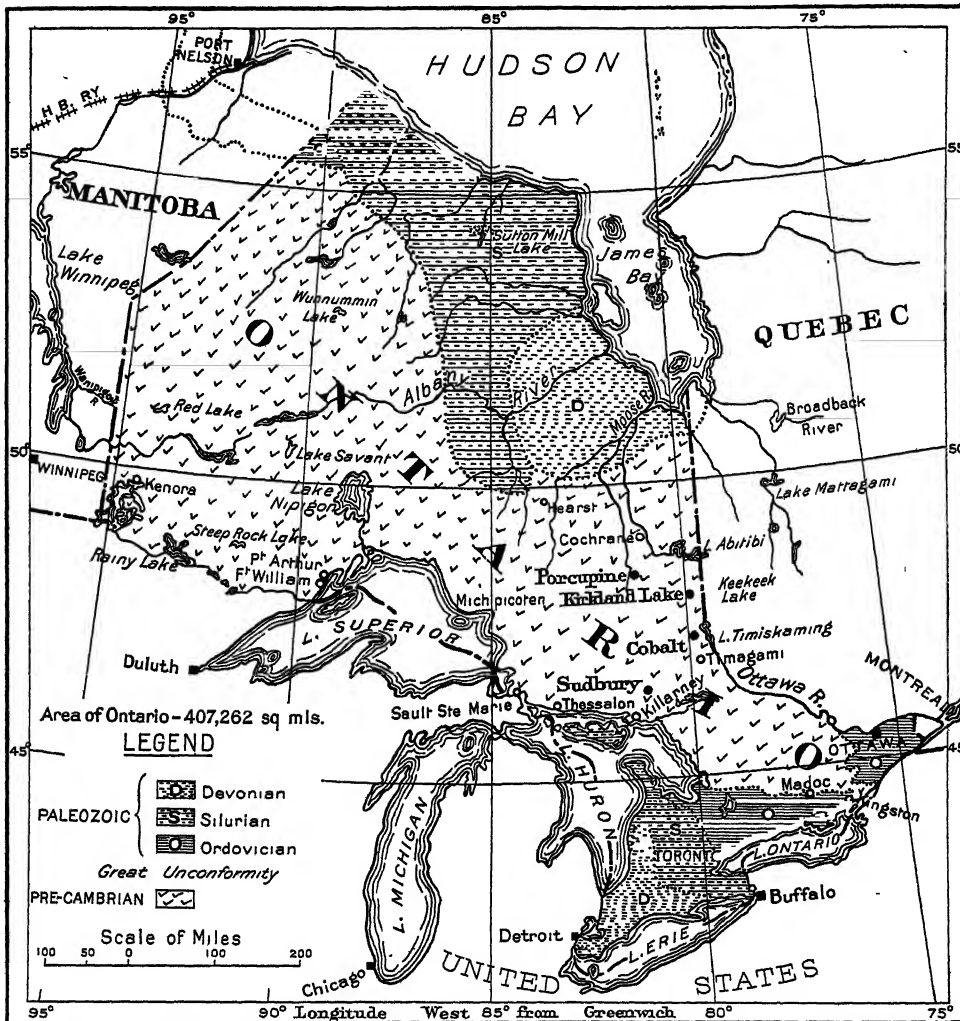 95°
85°
75°
PORT NELSON
HUDSON
BAY
H.B. RY
55°
55°
MANITOBA
Sutton Mill
Lake
S
James
Bay
Lake
Winnipeg
Wunnummin
Lake
QUEBEC
O
N
T
A
R
I
O
Albany
River
D
Moose R.
Winnipeg
R
Red Lake
Broadback
River
50°
50°
WINNIPEG
Lake Savant
Kenora
Lake
Nipigon
Lake Mattagami
Hearst
Steep Rock Lake
Cochrane
L. Abitibi
Rainy Lake
Pt Arthur
Ft William
Porcupine
Michipicoten
Kirkland Lake
Keekeek
Lake
L. SUPERIOR
Cobalt
L. Timiskaming
Timagami
Duluth
Sudbury
Killarney
Ottawa R.
MONTREAL
Sault Ste Marie
Thessalon
Area of Ontario-407,262 sq mls.
45°
45°
LEGEND
HURON
OTTAWA
O
Madoc
Kingston
PALEOZOIC
D Devonian
S Silurian
O Ordovician
Great Unconformity
PRE-CAMBRIAN
O
S
TORONTO
L. ONTARIO
L. MICHIGAN
D
Buffalo
Scale of Miles
100 50 0 100 200
Detroit
L. ERIE
Chicago
UNITED STATES
95° 90° Longitude 85° West from Greenwich 80° 75°